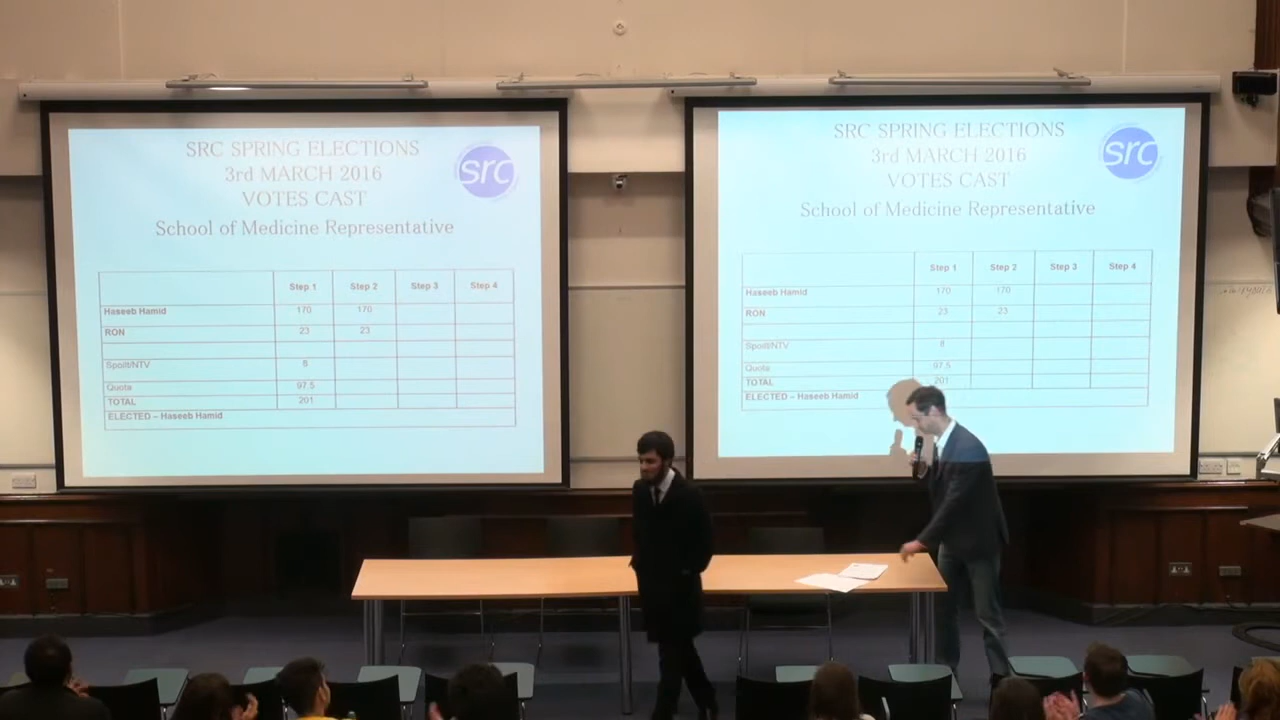 SRC SPRING ELECTIONS
3rd MARCH 2016
VOTES CAST
src
School of Medicine Representative
Step 1 Step 2 Step 3 Step 4
Haseeb Hamid 170 170
RON 23 23
Spoilt/NTV 8
Quota 97.5
TOTAL 201
ELECTED – Haseeb Hamid
SRC SPRING ELECTIONS
3rd MARCH 2016
VOTES CAST
src
School of Medicine Representative
Step 1 Step 2 Step 3 Step 4
Haseeb Hamid 170 170
RON 23 23
Spoilt/NTV 8
Quota 97.5
TOTAL 201
ELECTED – Haseeb Hamid